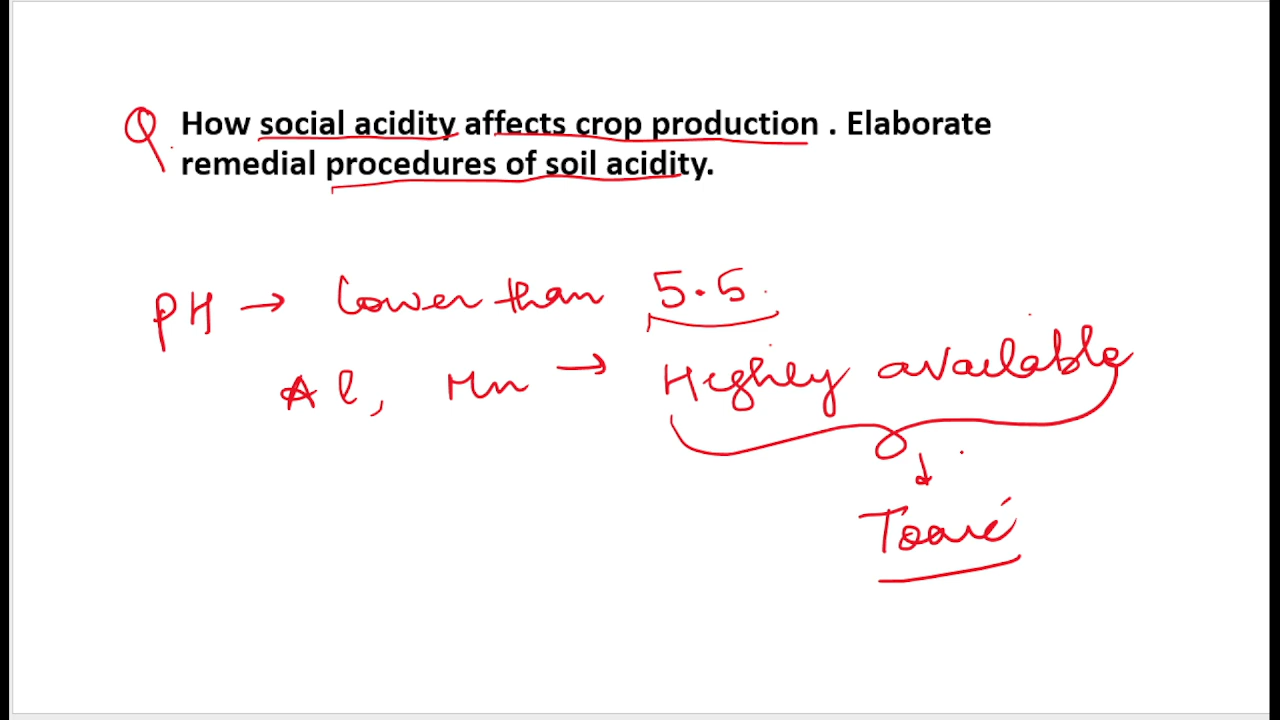 Q How social acidity affects crop production . Elaborate
remedial procedures of soil acidity.
PH → lower than 5.5
Al, Mn → Highly available
↓
Toxic